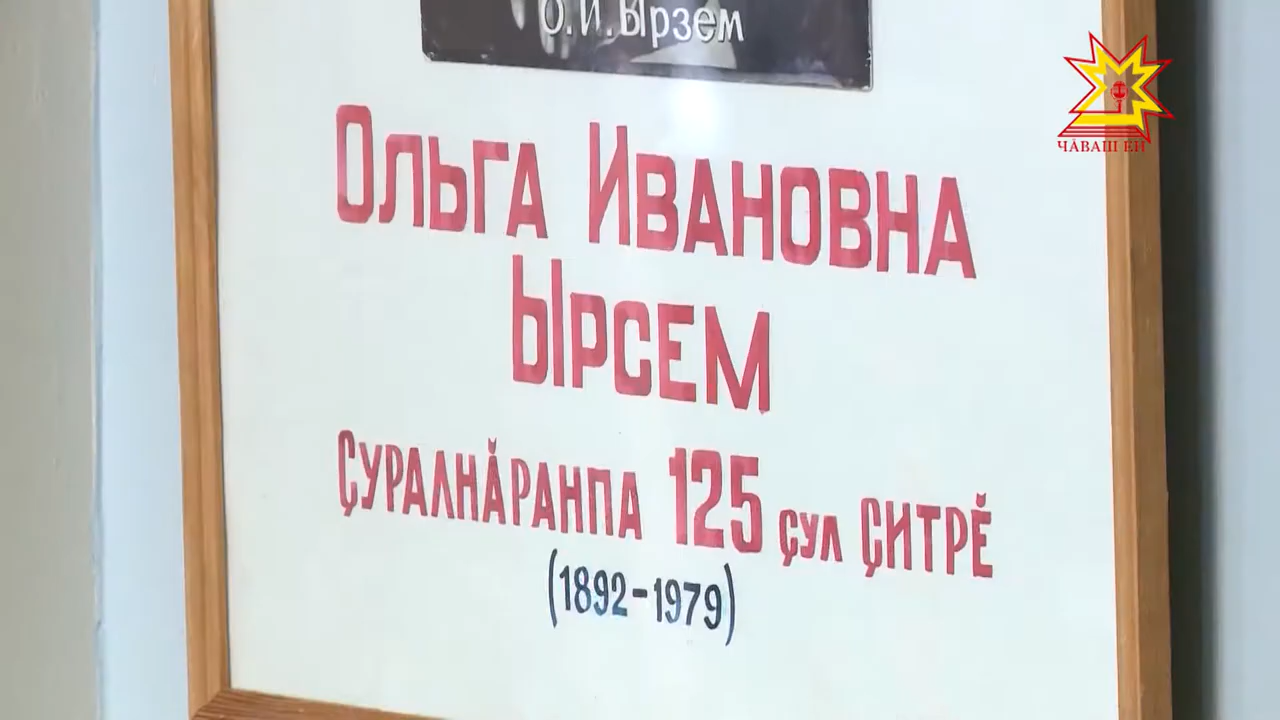 О.И.Ырзем
ЧӐВАШ ЕН
ОЛЬГА ИВАНОВНА
ЫРСЕМ
ҪУРАЛНӐРАНПА 125 ҪУЛ ҪИТРӖ
(1892-1979)